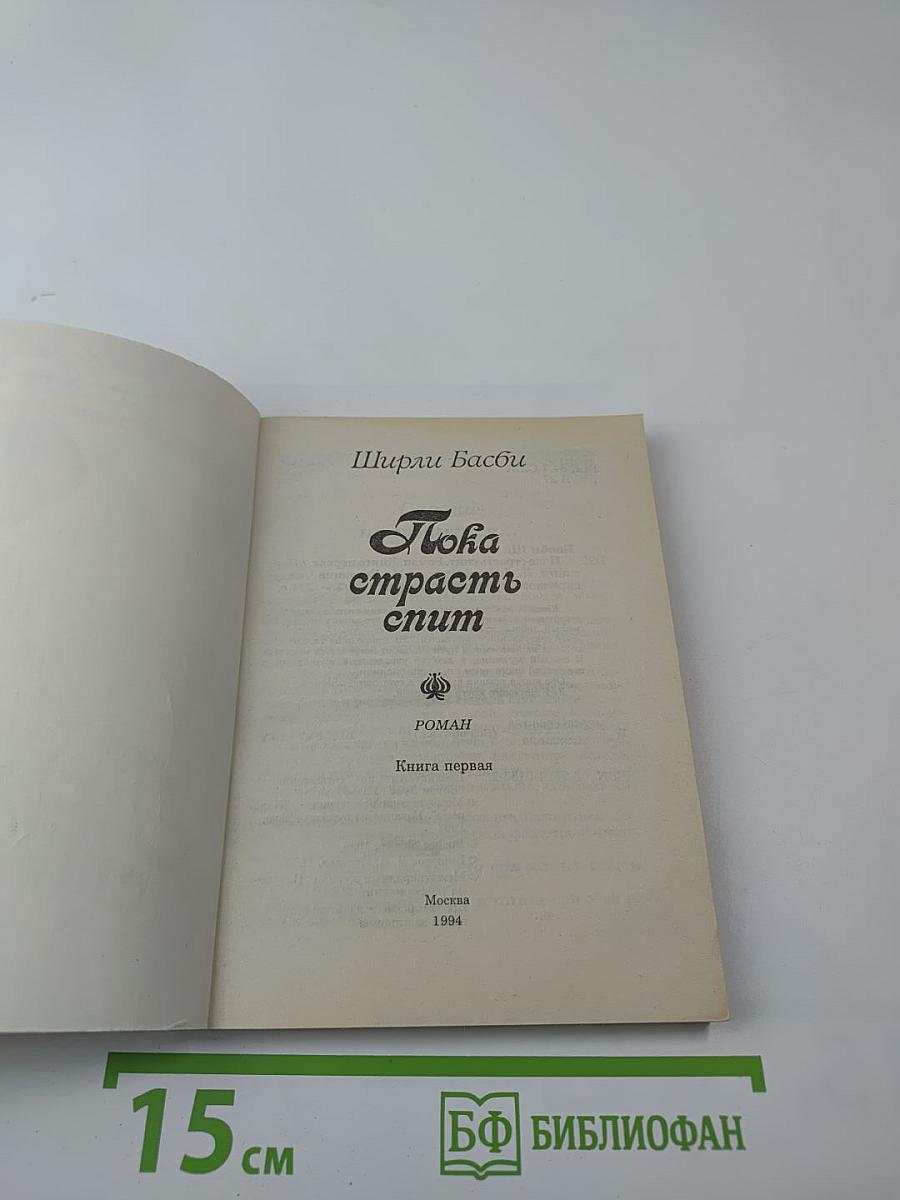 Ширли Басби
Пока
страсть
спит
РОМАН
Книга первая
Москва
1994
15 см
БФ БИБЛИОФАН